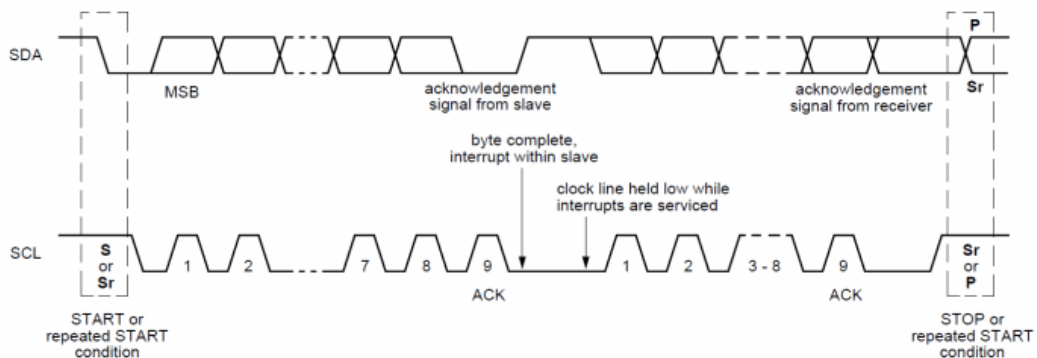 P
SDA
MSB
acknowledgement
signal from slave
acknowledgement
signal from receiver
Sr
byte complete,
interrupt within slave
clock line held low while
interrupts are serviced
SCL
S
or
Sr
1
2
7
8
9
1
2
3 - 8
9
Sr
or
P
ACK
ACK
START or
repeated START
condition
STOP or
repeated START
condition